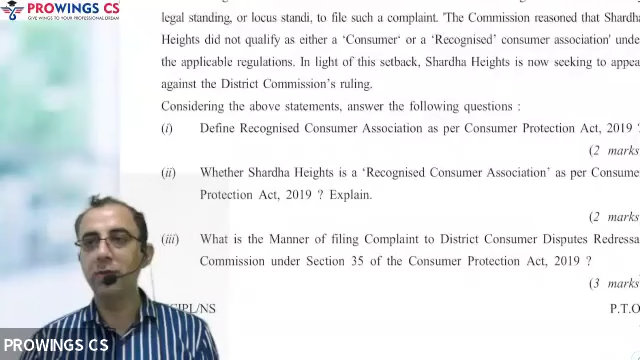 PROWINGS CS
GIVE WINGS TO YOUR PROFESSIONAL DREAM
legal standing, or locus standi, to file such a complaint. 'The Commission reasoned that Shardha
Heights did not qualify as either a 'Consumer' or a 'Recognised' consumer association' under
the applicable regulations. In light of this setback, Shardha Heights is now seeking to appeal
against the District Commission's ruling.
Considering the above statements, answer the following questions :
(i) Define Recognised Consumer Association as per Consumer Protection Act, 2019 ?
(2 marks
(ii) Whether Shardha Heights is a 'Recognised Consumer Association' as per Consumer
Protection Act, 2019 ? Explain.
(2 marks
(iii) What is the Manner of filing Complaint to District Consumer Disputes Redressal
Commission under Section 35 of the Consumer Protection Act, 2019 ?
(3 marks
/NS P.T.O
PROWINGS CS